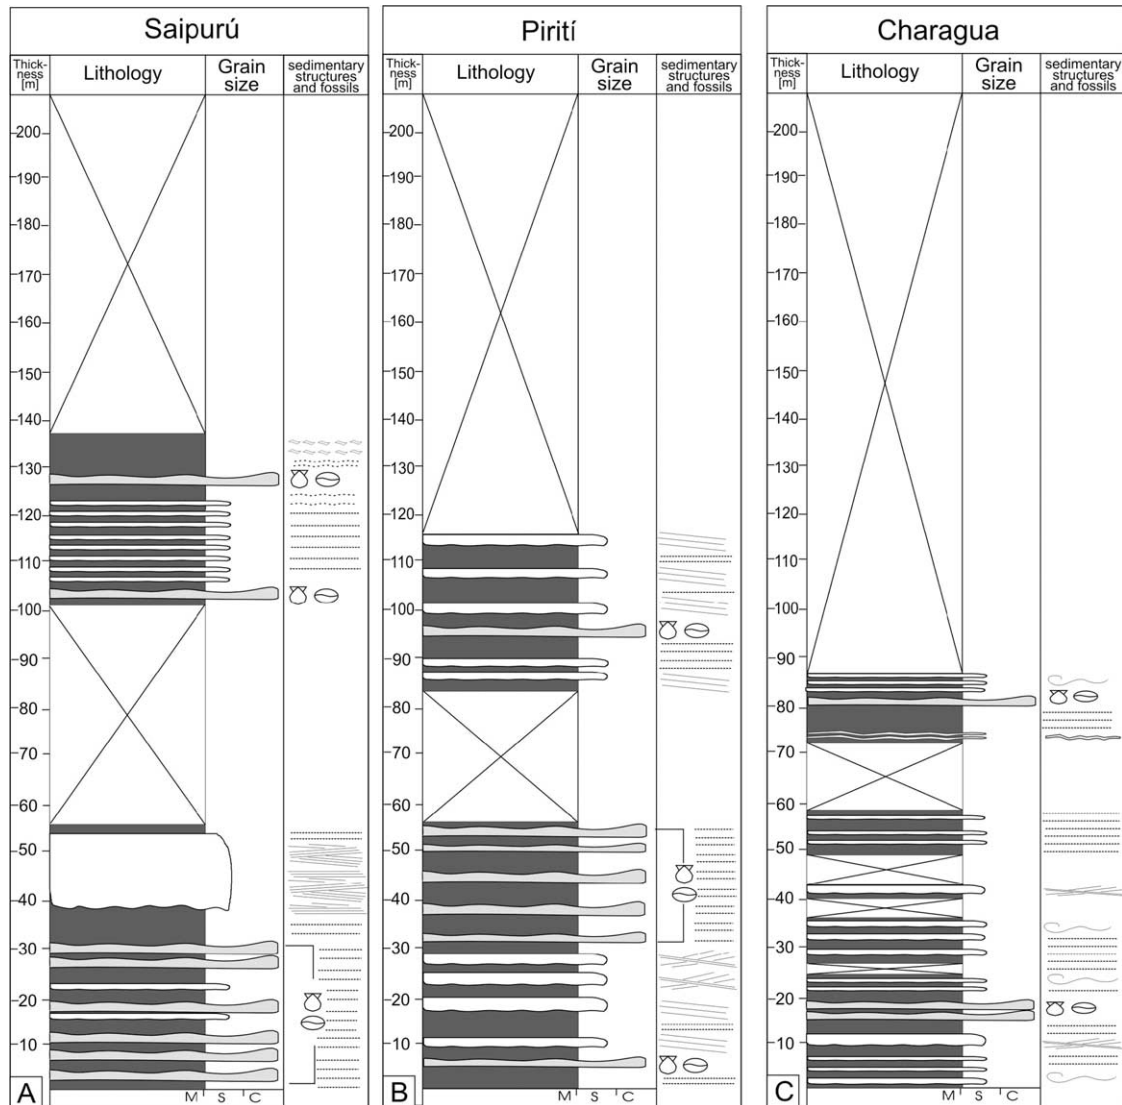 Saipurú
Thick-
ness
[m]
Lithology
Grain
size
sedimentary
structures
and fossils
200
190
180
170
160
150
140
130
120
110
100
90
80
70
60
50
40
30
20
10
A
M S C
Pirití
Thick-
ness
[m]
Lithology
Grain
size
sedimentary
structures
and fossils
200
190
180
170
160
150
140
130
120
110
100
90
80
70
60
50
40
30
20
10
B
M S C
Charagua
Thick-
ness
[m]
Lithology
Grain
size
sedimentary
structures
and fossils
200
190
180
170
160
150
140
130
120
110
100
90
80
70
60
50
40
30
20
10
C
M S C